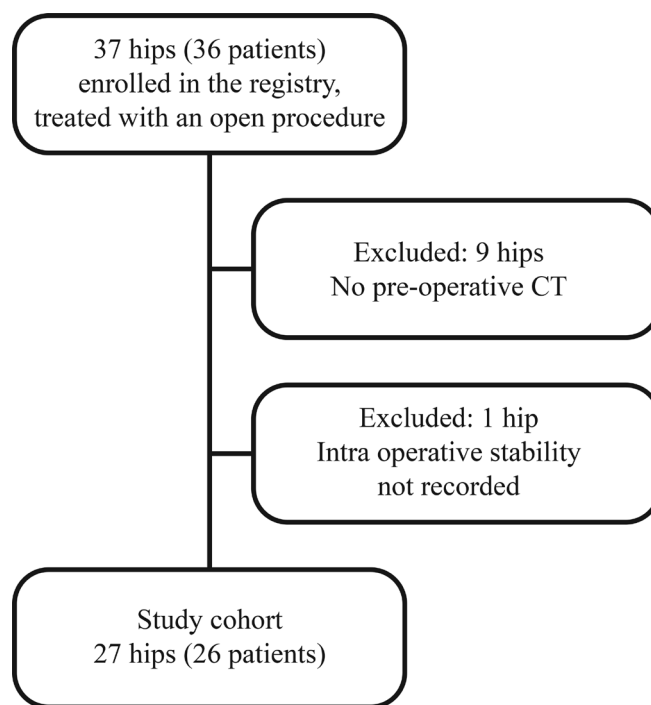 37 hips (36 patients)
enrolled in the registry,
treated with an open procedure
Excluded: 9 hips
No pre-operative CT
Excluded: 1 hip
Intra operative stability
not recorded
Study cohort
27 hips (26 patients)